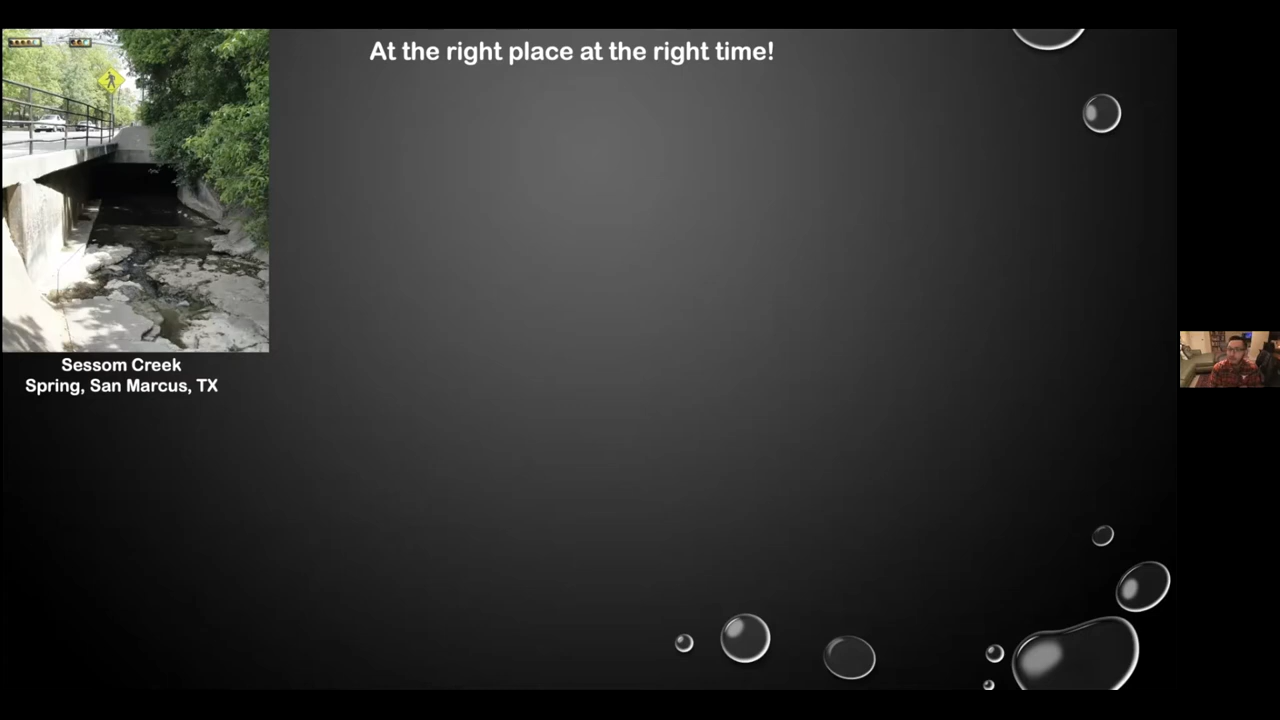 At the right place at the right time!
Sessom Creek
Spring, San Marcus, TX